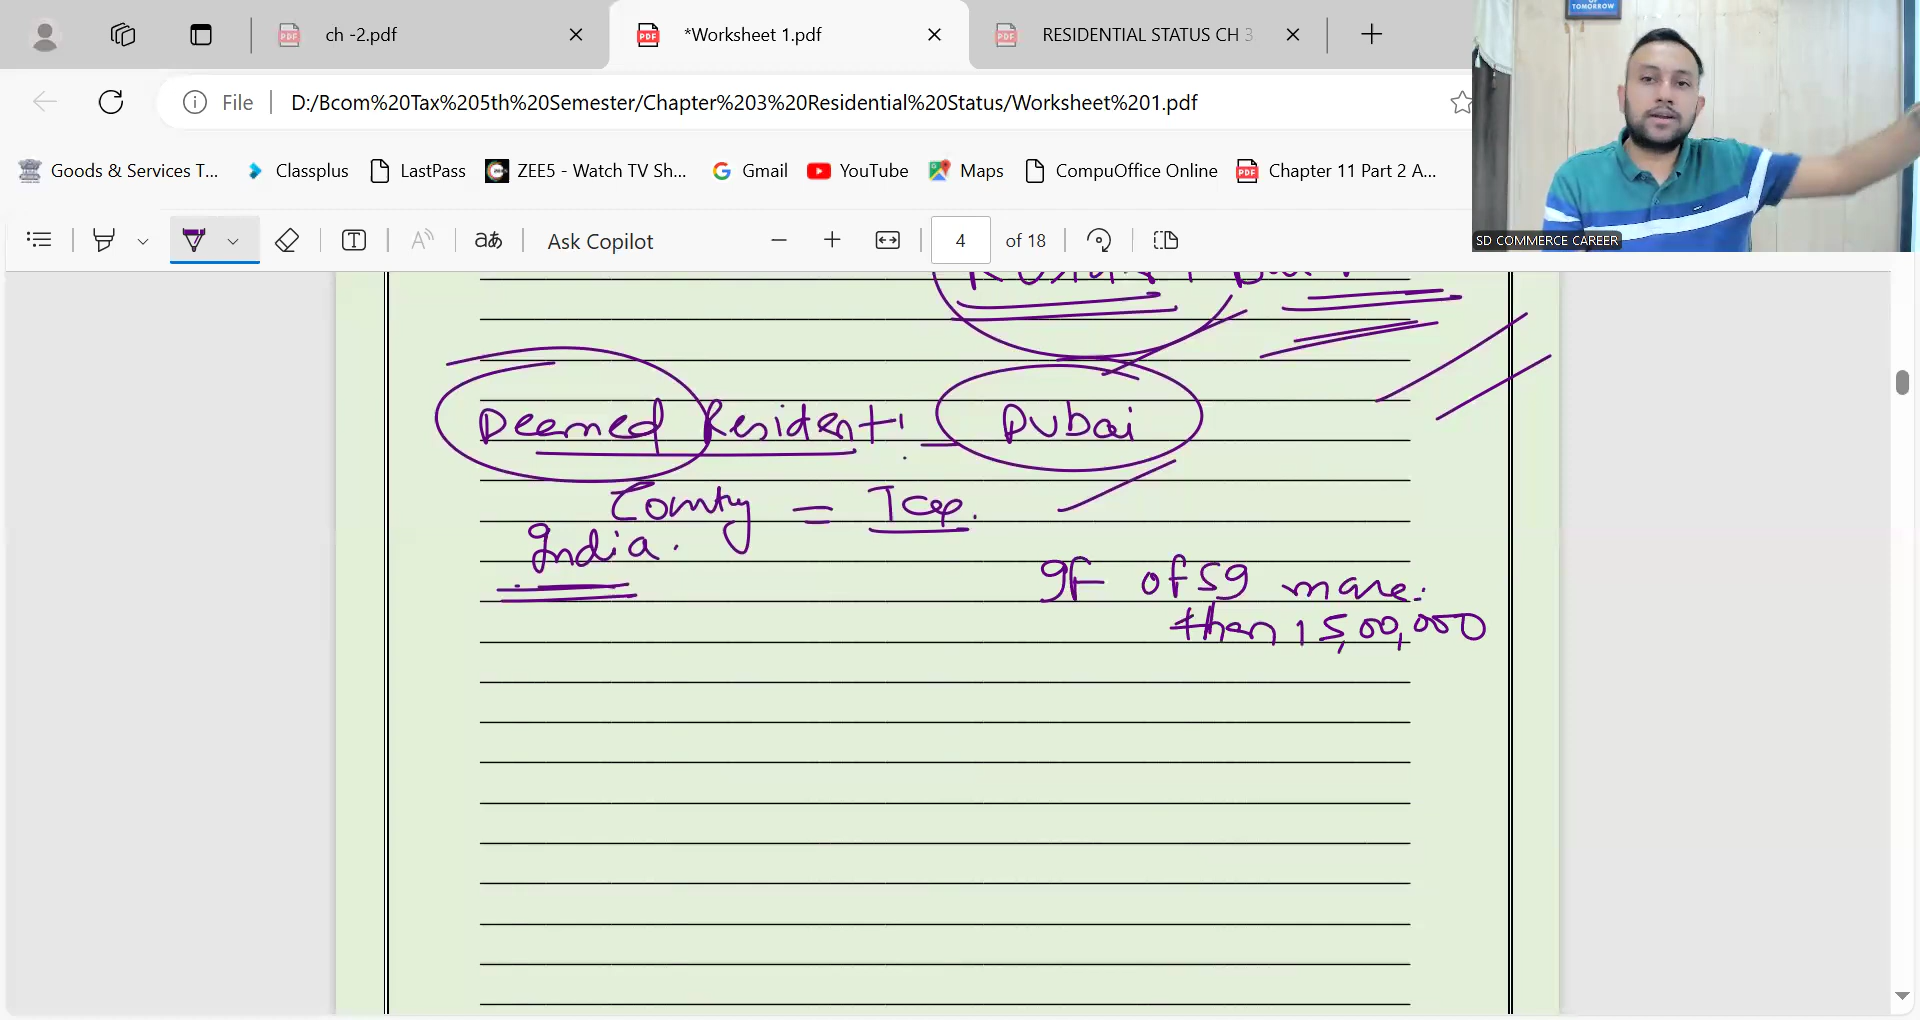 ch -2.pdf
*Worksheet 1.pdf
RESIDENTIAL STATUS CH 3
TOMORROW
File
D:/Bcom%20Tax%205th%20Semester/Chapter%203%20Residential%20Status/Worksheet%201.pdf
Goods & Services T...
Classplus
LastPass
ZEE5 - Watch TV Sh...
Gmail
YouTube
Maps
CompuOffice Online
Chapter 11 Part 2 A...
Ask Copilot
4 of 18
SD COMMERCE CAREER
Deemed Resident - Dubai
Country =
India.
of Sg more
than 15,00,000